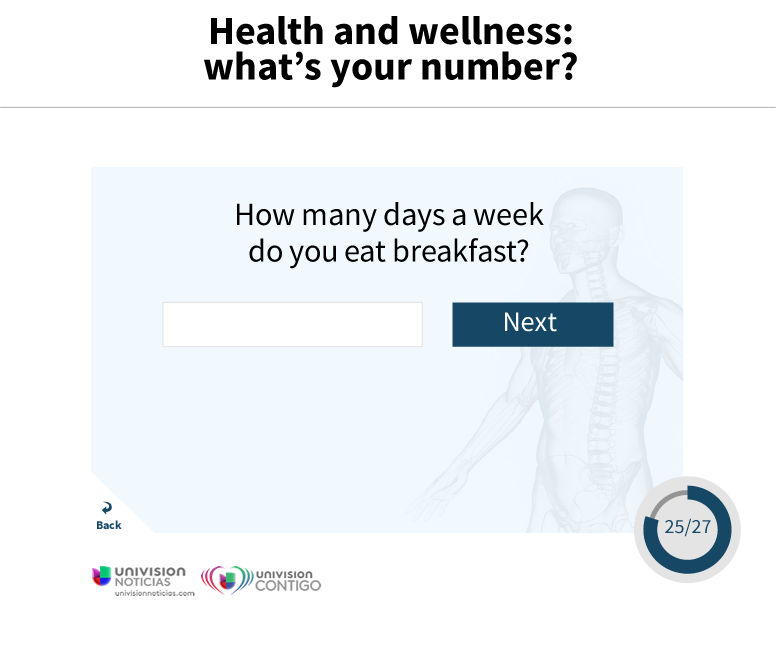 Health and wellness:
what’s your number?
How many days a week
do you eat breakfast?
Next
Back
25/27
UNIVISION
NOTICIAS
univisionnoticias.com
UNIVISION
CONTIGO